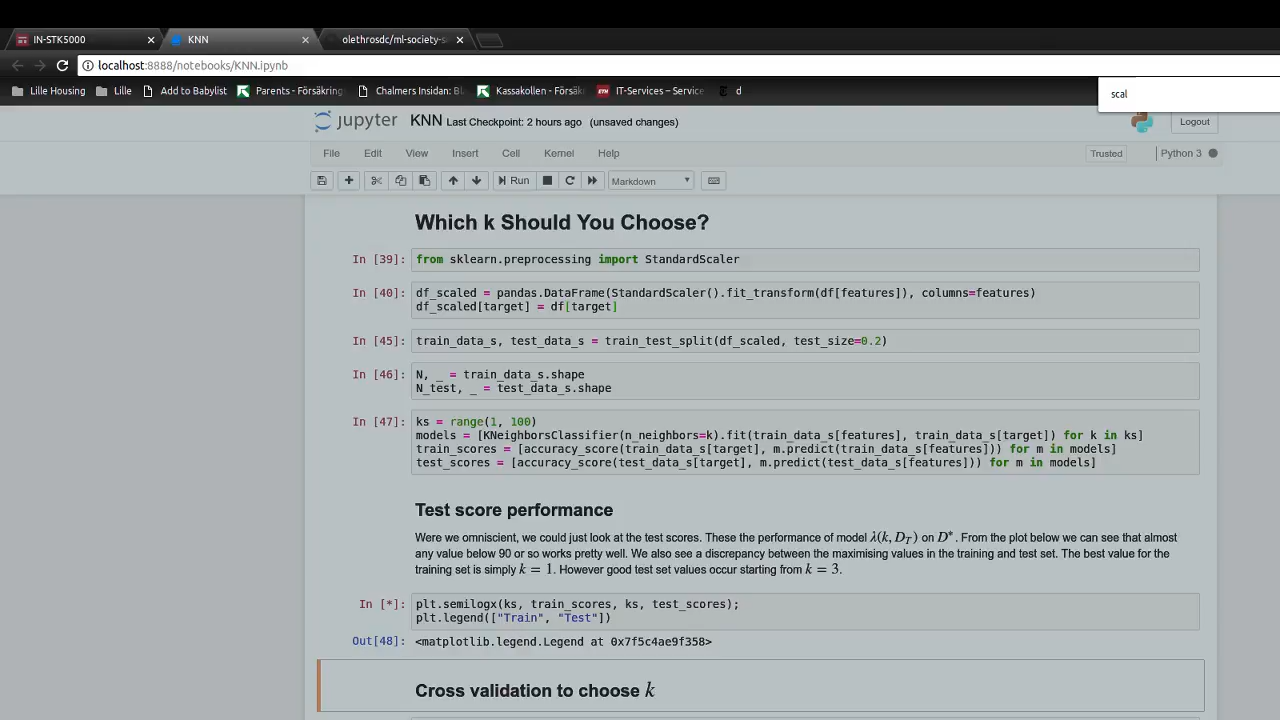 IN-STK5000
KNN
olethrosdc/ml-society-s
localhost:8888/notebooks/KNN.ipynb
Lille Housing
Lille
Add to Babylist
Parents - Försäkring
Chalmers Insidan: Bl
Kassakollen - Försäk
IT-Services – Service
d
scal
jupyter KNN Last Checkpoint: 2 hours ago (unsaved changes)
Logout
File Edit View Insert Cell Kernel Help
Trusted
Python 3
Run
Markdown
Which k Should You Choose?
In [39]: from sklearn.preprocessing import StandardScaler
In [40]: df_scaled = pandas.DataFrame(StandardScaler().fit_transform(df[features]), columns=features)
df_scaled[target] = df[target]
In [45]: train_data_s, test_data_s = train_test_split(df_scaled, test_size=0.2)
In [46]: N, _ = train_data_s.shape
N_test, _ = test_data_s.shape
In [47]: ks = range(1, 100)
models = [KNeighborsClassifier(n_neighbors=k).fit(train_data_s[features], train_data_s[target]) for k in ks]
train_scores = [accuracy_score(train_data_s[target], m.predict(train_data_s[features])) for m in models]
test_scores = [accuracy_score(test_data_s[target], m.predict(test_data_s[features])) for m in models]
Test score performance
Were we omniscient, we could just look at the test scores. These the performance of model λ(k, D_T) on D*. From the plot below we can see that almost
any value below 90 or so works pretty well. We also see a discrepancy between the maximising values in the training and test set. The best value for the
training set is simply k = 1. However good test set values occur starting from k = 3.
In [*]: plt.semilogx(ks, train_scores, ks, test_scores);
plt.legend(["Train", "Test"])
Out[48]: <matplotlib.legend.Legend at 0x7f5c4ae9f358>
Cross validation to choose k